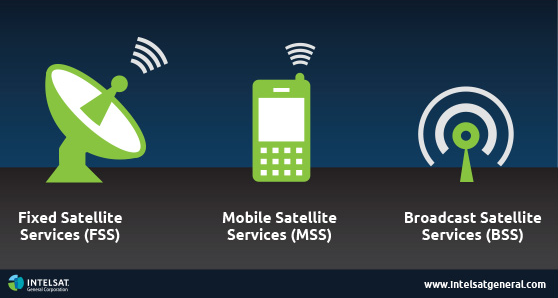 Fixed Satellite
Services (FSS)
Mobile Satellite
Services (MSS)
Broadcast Satellite
Services (BSS)
INTELSAT.
General Corporation
www.intelsatgeneral.com